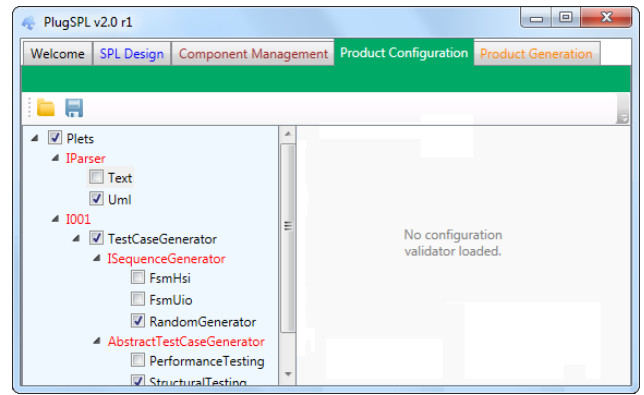 PlugSPL v2.0 r1
Welcome SPL Design Component Management Product Configuration Product Generation
Plets
IParser
Text
Uml
I001
TestCaseGenerator
ISequenceGenerator
FsmHsi
FsmUio
RandomGenerator
AbstractTestCaseGenerator
PerformanceTesting
StructuralTesting
No configuration
validator loaded.